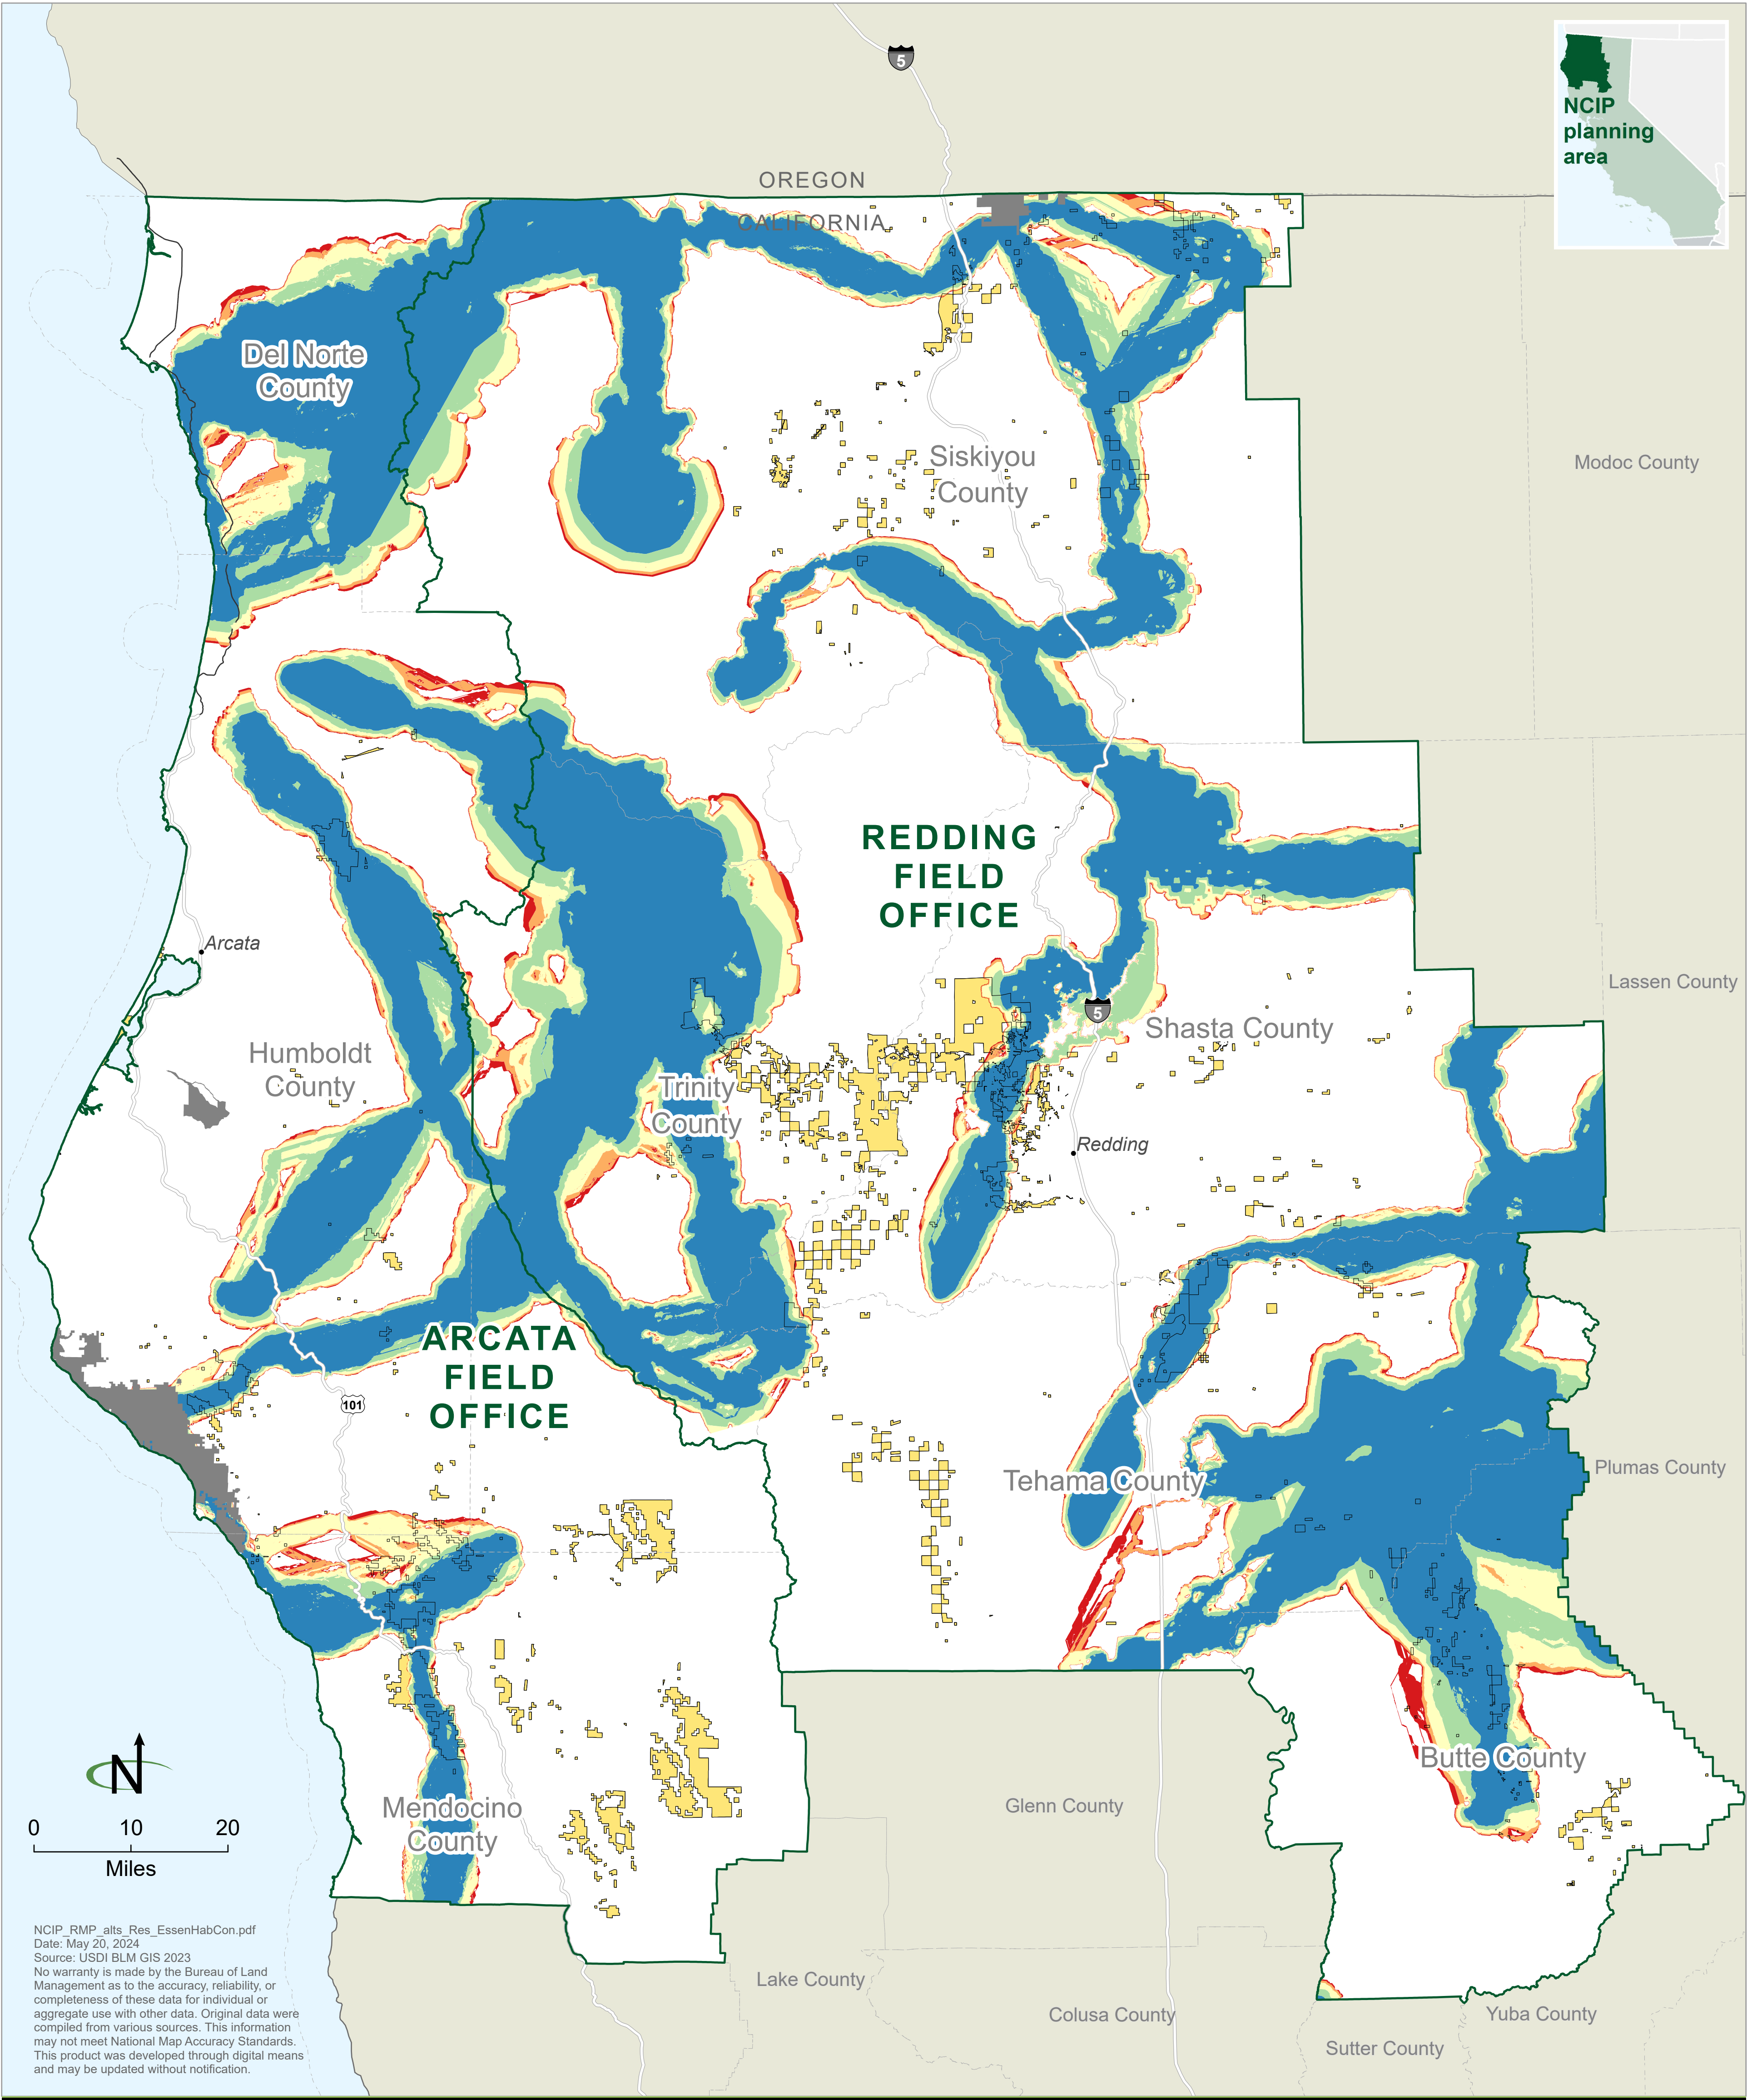 5
NCIP
planning
area
OREGON
CALIFORNIA
Del Norte
County
Siskiyou
County
Modoc County
REDDING
FIELD
OFFICE
Arcata
Lassen County
5
Shasta County
Humboldt
County
Trinity
County
Redding
ARCATA
FIELD
OFFICE
101
Tehama County
Plumas County
Butte County
N
Mendocino
County
Glenn County
0 10 20
Miles
NCIP_RMP_alts_Res_EssenHabCon.pdf
Date: May 20, 2024
Source: USDI BLM GIS 2023
No warranty is made by the Bureau of Land
Management as to the accuracy, reliability, or
completeness of these data for individual or
aggregate use with other data. Original data were
compiled from various sources. This information
may not meet National Map Accuracy Standards.
This product was developed through digital means
and may be updated without notification.
Lake County
Colusa County
Yuba County
Sutter County